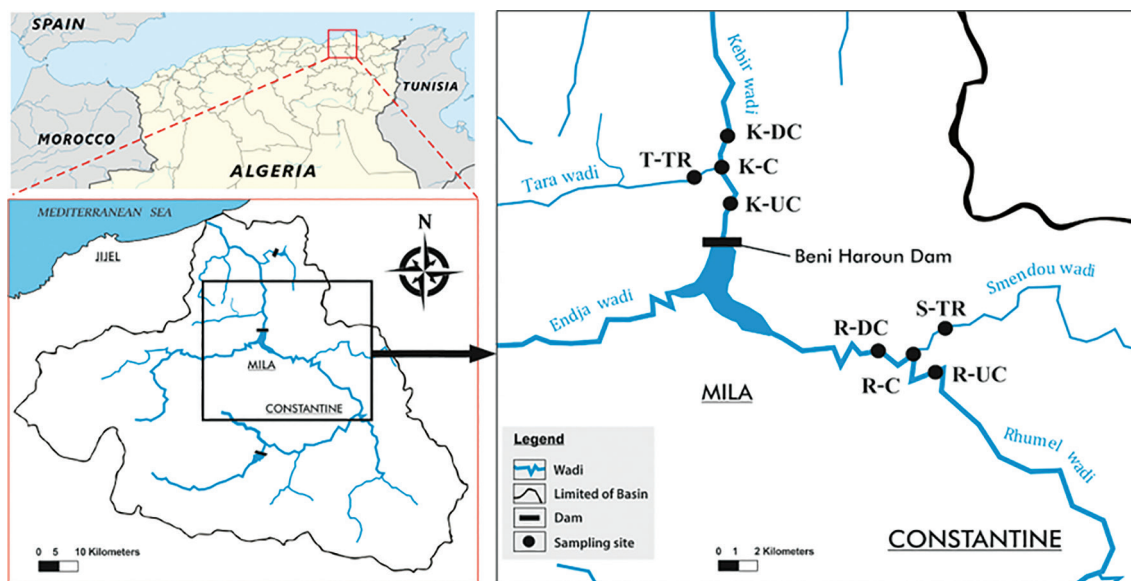 SPAIN
TUNISIA
MOROCCO
ALGERIA
MEDITERRANEAN SEA
JIJEL
N
MILA
CONSTANTINE
0 5 10 Kilometers
Kebir wadi
K-DC
T-TR
K-C
Tara wadi
K-UC
Beni Haroun Dam
Smendou wadi
Endja wadi
S-TR
R-DC
MILA
R-C
R-UC
Rhumel wadi
Legend
Wadi
Limited of Basin
Dam
Sampling site
0 1 2 Kilometers
CONSTANTINE